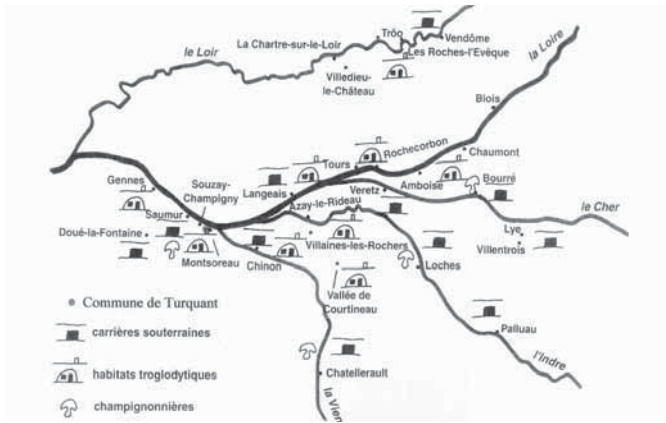 Trôo
Vendôme
La Chartre-sur-le-Loir
Les Roches-l'Evêque
le Loir
Villedieu-
le-Château
la Loire
Blois
Rochecorbon
Tours
Chaumont
Gennes
Souzay-
Champigny
Langeais
Veretz
Amboise
Bourré
Saumur
Azay-le-Rideau
le Cher
Doué-la-Fontaine
Villaines-les-Rochers
Lye
Villentrois
Montsoreau
Chinon
Loches
Vallée de
Courtineau
Commune de Turquant
carrières souterraines
Palluau
l'Indre
habitats troglodytiques
Chatellerault
champignonnières
la Vien